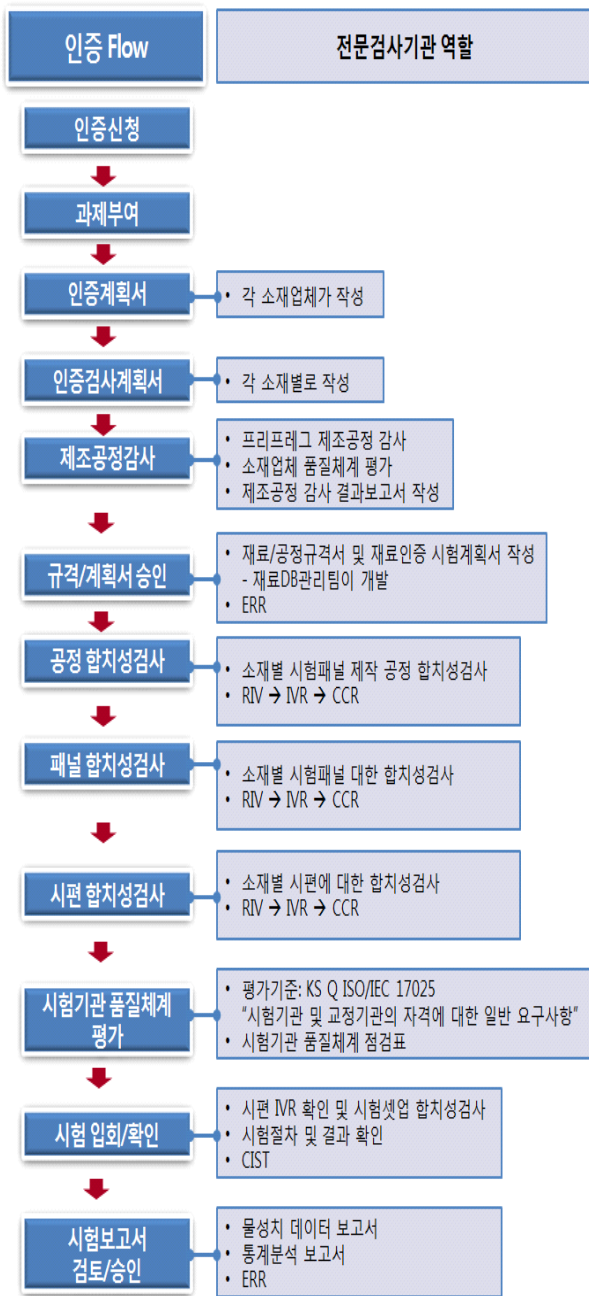 인증 Flow
전문검사기관 역할
인증신청
과제부여
인증계획서
• 각 소재업체가 작성
인증검사계획서
• 각 소재별로 작성
제조공정감사
• 프리프레그 제조공정 감사
• 소재업체 품질체계 평가
• 제조공정 감사 결과보고서 작성
규격/계획서 승인
• 재료/공정규격서 및 재료인증 시험계획서 작성
- 재료DB관리팀이 개발
• ERR
공정 합치성검사
• 소재별 시험패널 제작 공정 합치성검사
• RIV → IVR → CCR
패널 합치성검사
• 소재별 시험패널 대한 합치성검사
• RIV → IVR → CCR
시편 합치성검사
• 소재별 시편에 대한 합치성검사
• RIV → IVR → CCR
시험기관 품질체계
평가
• 평가기준: KS Q ISO/IEC 17025
“시험기관 및 교정기관의 자격에 대한 일반 요구사항”
• 시험기관 품질체계 점검표
시험 입회/확인
• 시편 IVR 확인 및 시험셋업 합치성검사
• 시험절차 및 결과 확인
• CIST
시험보고서
검토/승인
• 물성치 데이터 보고서
• 통계분석 보고서
• ERR